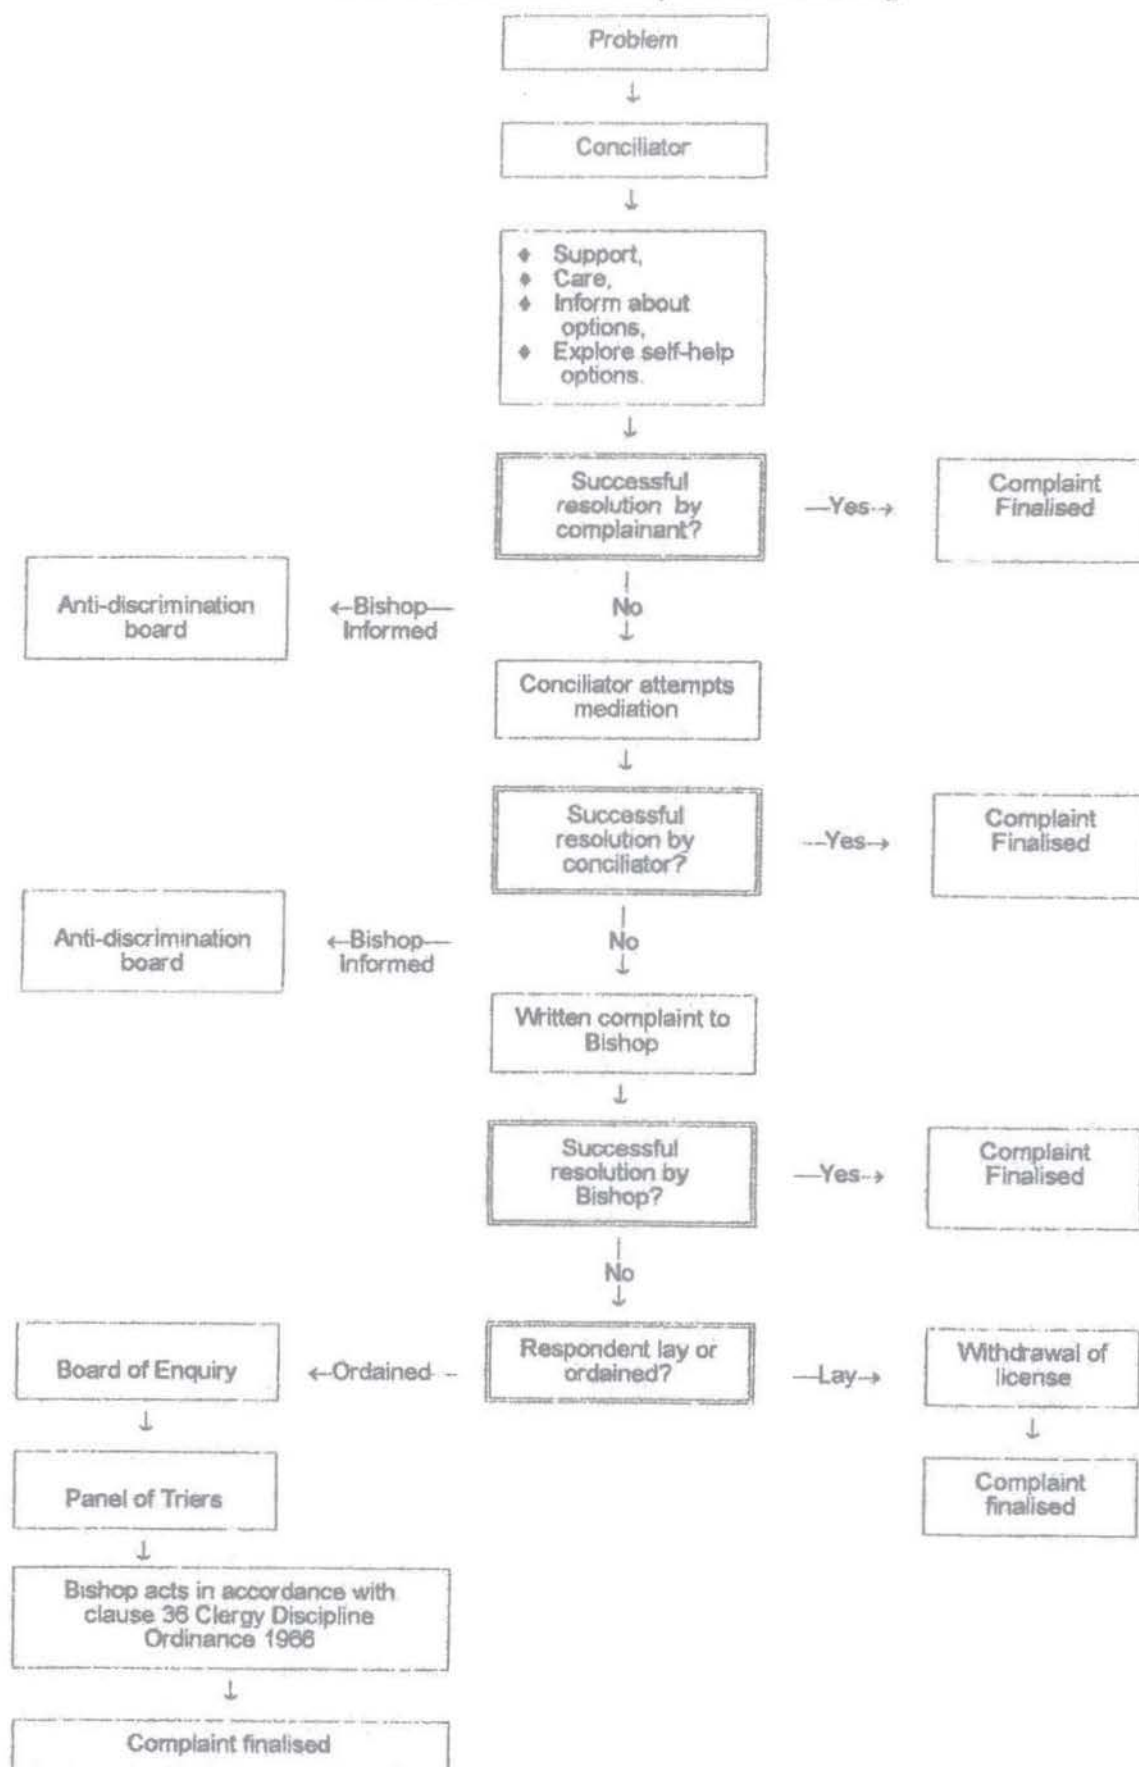 Problem
↓
Conciliator
↓
♦ Support,
♦ Care,
♦ Inform about
options,
♦ Explore self-help
options.
↓
Successful
resolution by
complainant?
—Yes→
Complaint
Finalised
Anti-discrimination
board
←Bishop—
Informed
No
↓
Conciliator attempts
mediation
↓
Successful
resolution by
conciliator?
—Yes→
Complaint
Finalised
Anti-discrimination
board
←Bishop—
Informed
No
↓
Written complaint to
Bishop
↓
Successful
resolution by
Bishop?
—Yes→
Complaint
Finalised
No
↓
Board of Enquiry
←Ordained--
Respondent lay or
ordained?
—Lay→
Withdrawal of
license
↓
↓
Panel of Triers
Complaint
finalised
↓
Bishop acts in accordance with
clause 36 Clergy Discipline
Ordinance 1966
↓
Complaint finalised